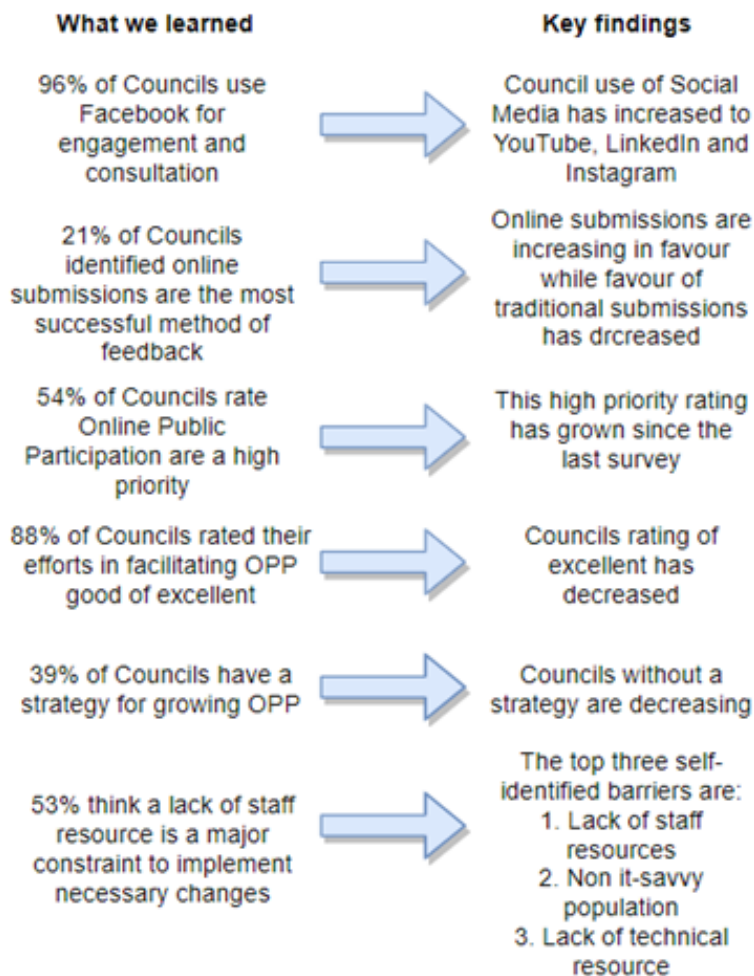 What we learned
Key findings
96% of Councils use
Facebook for
engagement and
consultation
Council use of Social
Media has increased to
YouTube, LinkedIn and
Instagram
21% of Councils
identified online
submissions are the most
successful method of
feedback
Online submissions are
increasing in favour
while favour of
traditional submissions
has drcreased
54% of Councils rate
Online Public
Participation are a high
priority
This high priority rating
has grown since the
last survey
88% of Councils rated their
efforts in facilitating OPP
good of excellent
Councils rating of
excellent has
decreased
39% of Councils have a
strategy for growing OPP
Councils without a
strategy are decreasing
53% think a lack of staff
resource is a major
constraint to implement
necessary changes
The top three self-
identified barriers are:
1. Lack of staff
resources
2. Non it-savvy
population
3. Lack of technical
resource